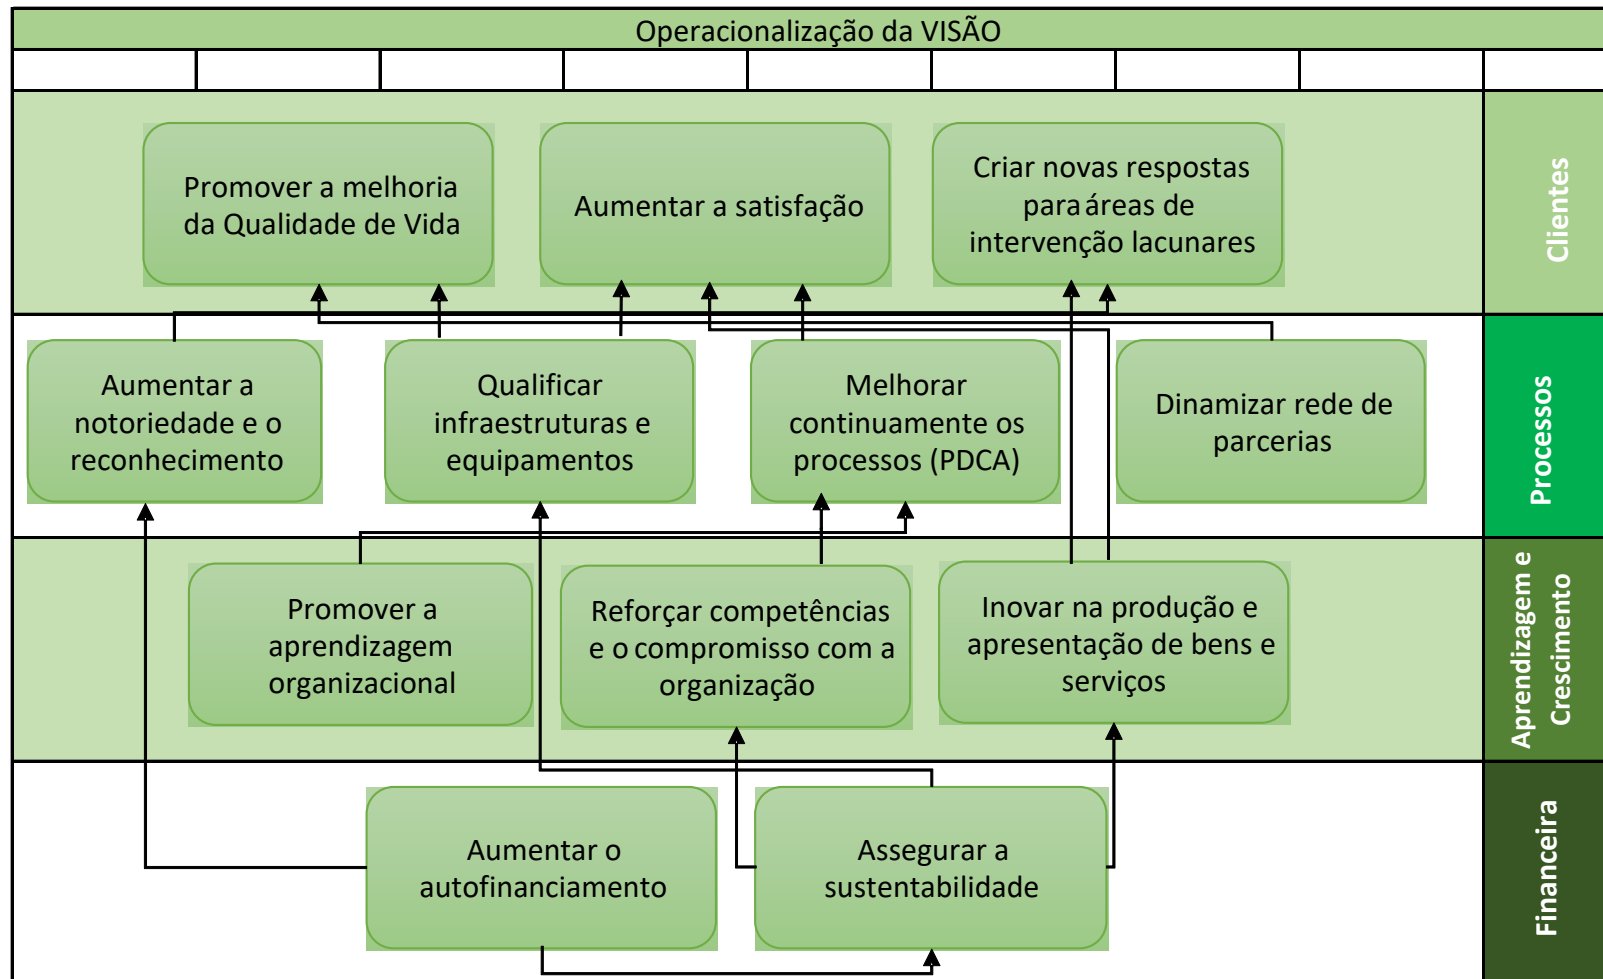 Operacionalização da VISÃO
Promover a melhoria
da Qualidade de Vida
Aumentar a satisfação
Criar novas respostas
para áreas de
intervenção lacunares
Clientes
Aumentar a
notoriedade e o
reconhecimento
Qualificar
infraestruturas e
equipamentos
Melhorar
continuamente os
processos (PDCA)
Dinamizar rede de
parcerias
Processos
Promover a
aprendizagem
organizacional
Reforçar competências
e o compromisso com a
organização
Inovar na produção e
apresentação de bens e
serviços
Aprendizagem e
Crescimento
Aumentar o
autofinanciamento
Assegurar a
sustentabilidade
Financeira